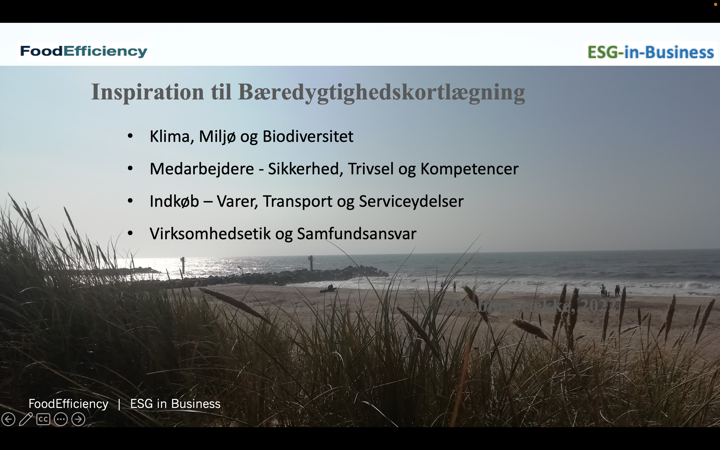 FoodEfficiency
ESG-in-Business
Inspiration til Bæredygtighedskortlægning
• Klima, Miljø og Biodiversitet
• Medarbejdere - Sikkerhed, Trivsel og Kompetencer
• Indkøb – Varer, Transport og Serviceydelser
• Virksomhedsetik og Samfundsansvar
FoodEfficiency | ESG in Business
CC